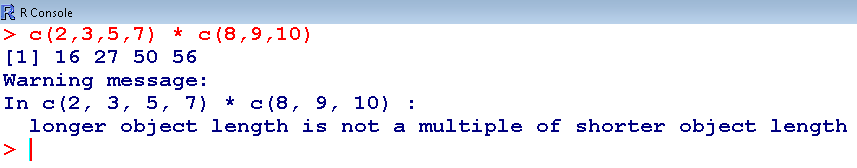 R Console
> c(2,3,5,7) * c(8,9,10)
[1] 16 27 50 56
Warning message:
In c(2, 3, 5, 7) * c(8, 9, 10) :
  longer object length is not a multiple of shorter object length
>